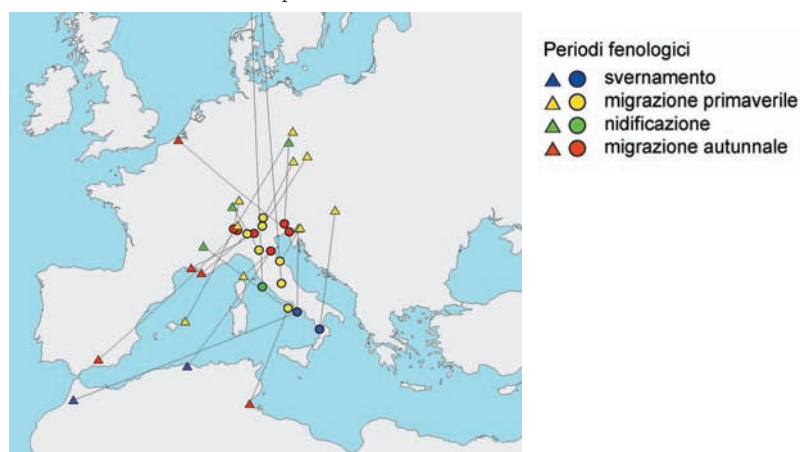 Periodi fenologici
svernamento
migrazione primaverile
nidificazione
migrazione autunnale